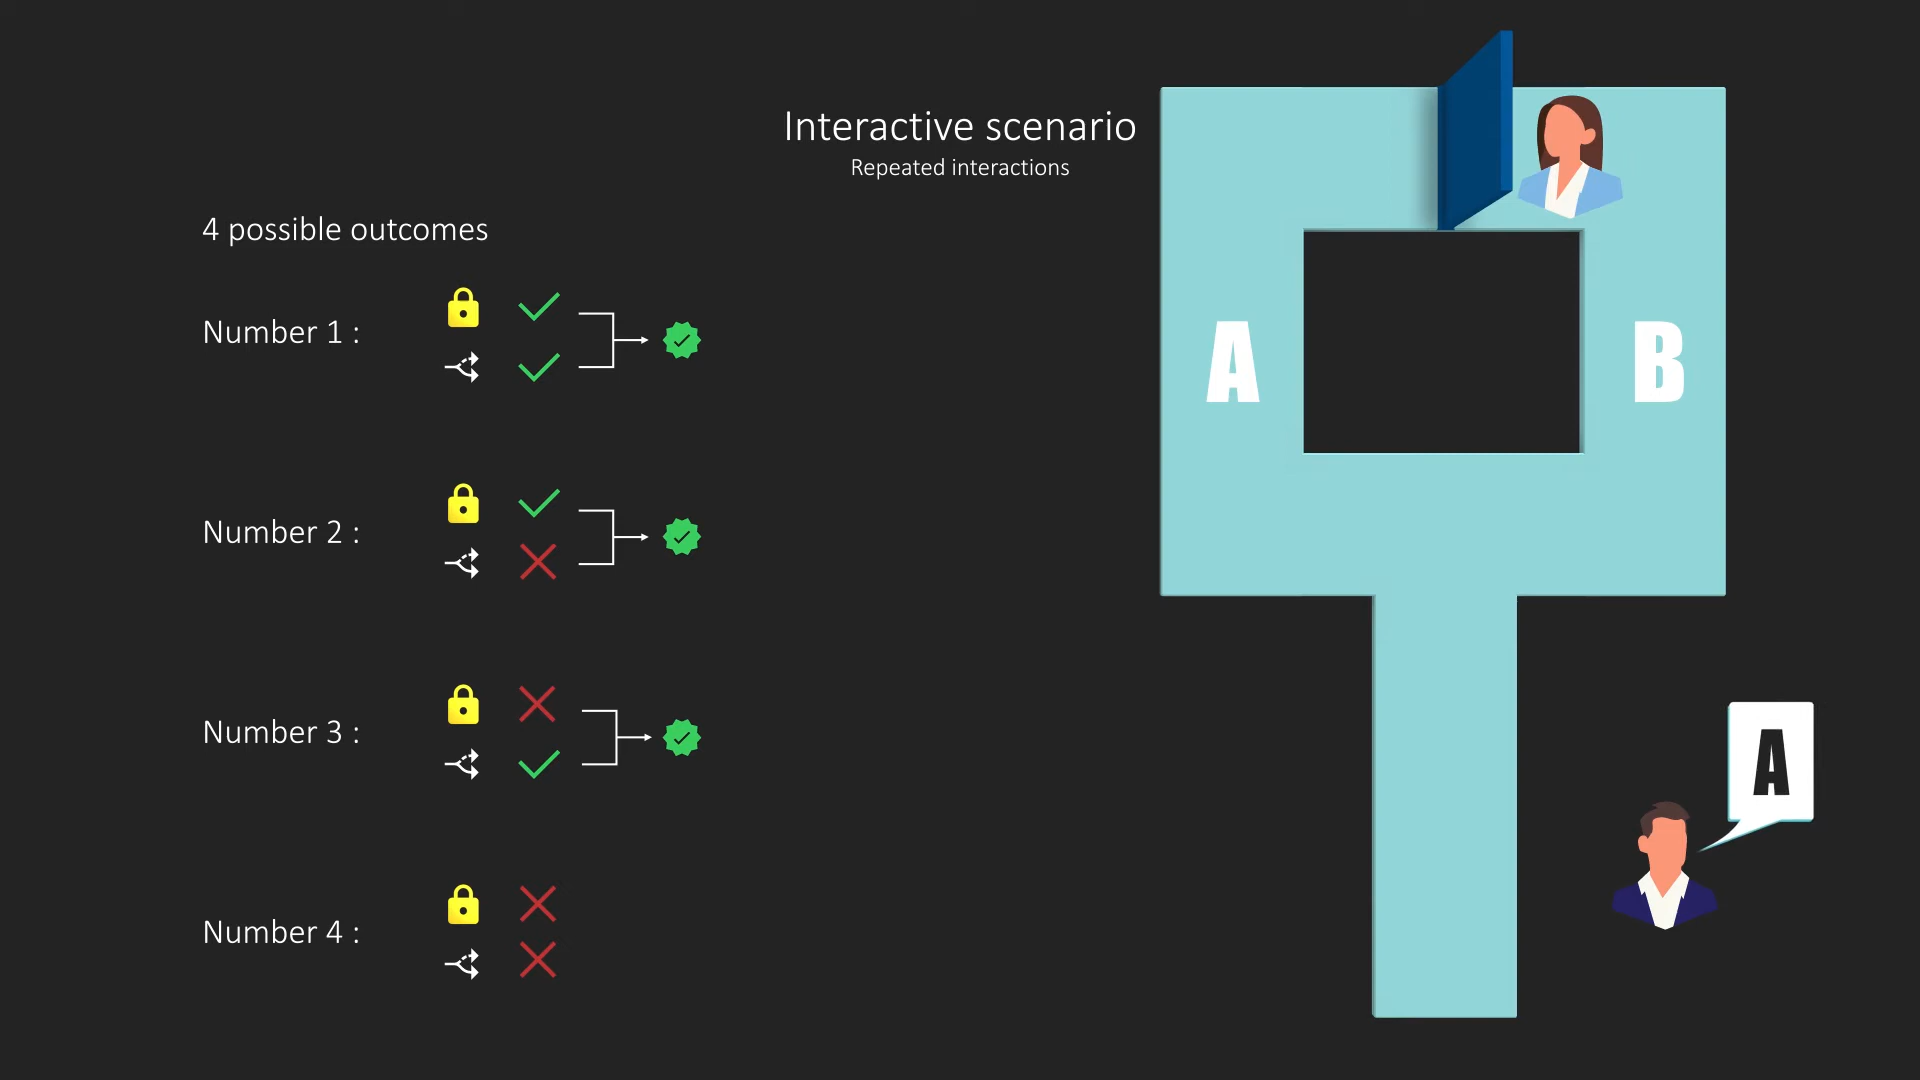 Interactive scenario
Repeated interactions
4 possible outcomes
Number 1 :
Number 2 :
Number 3 :
Number 4 :
A
B
A